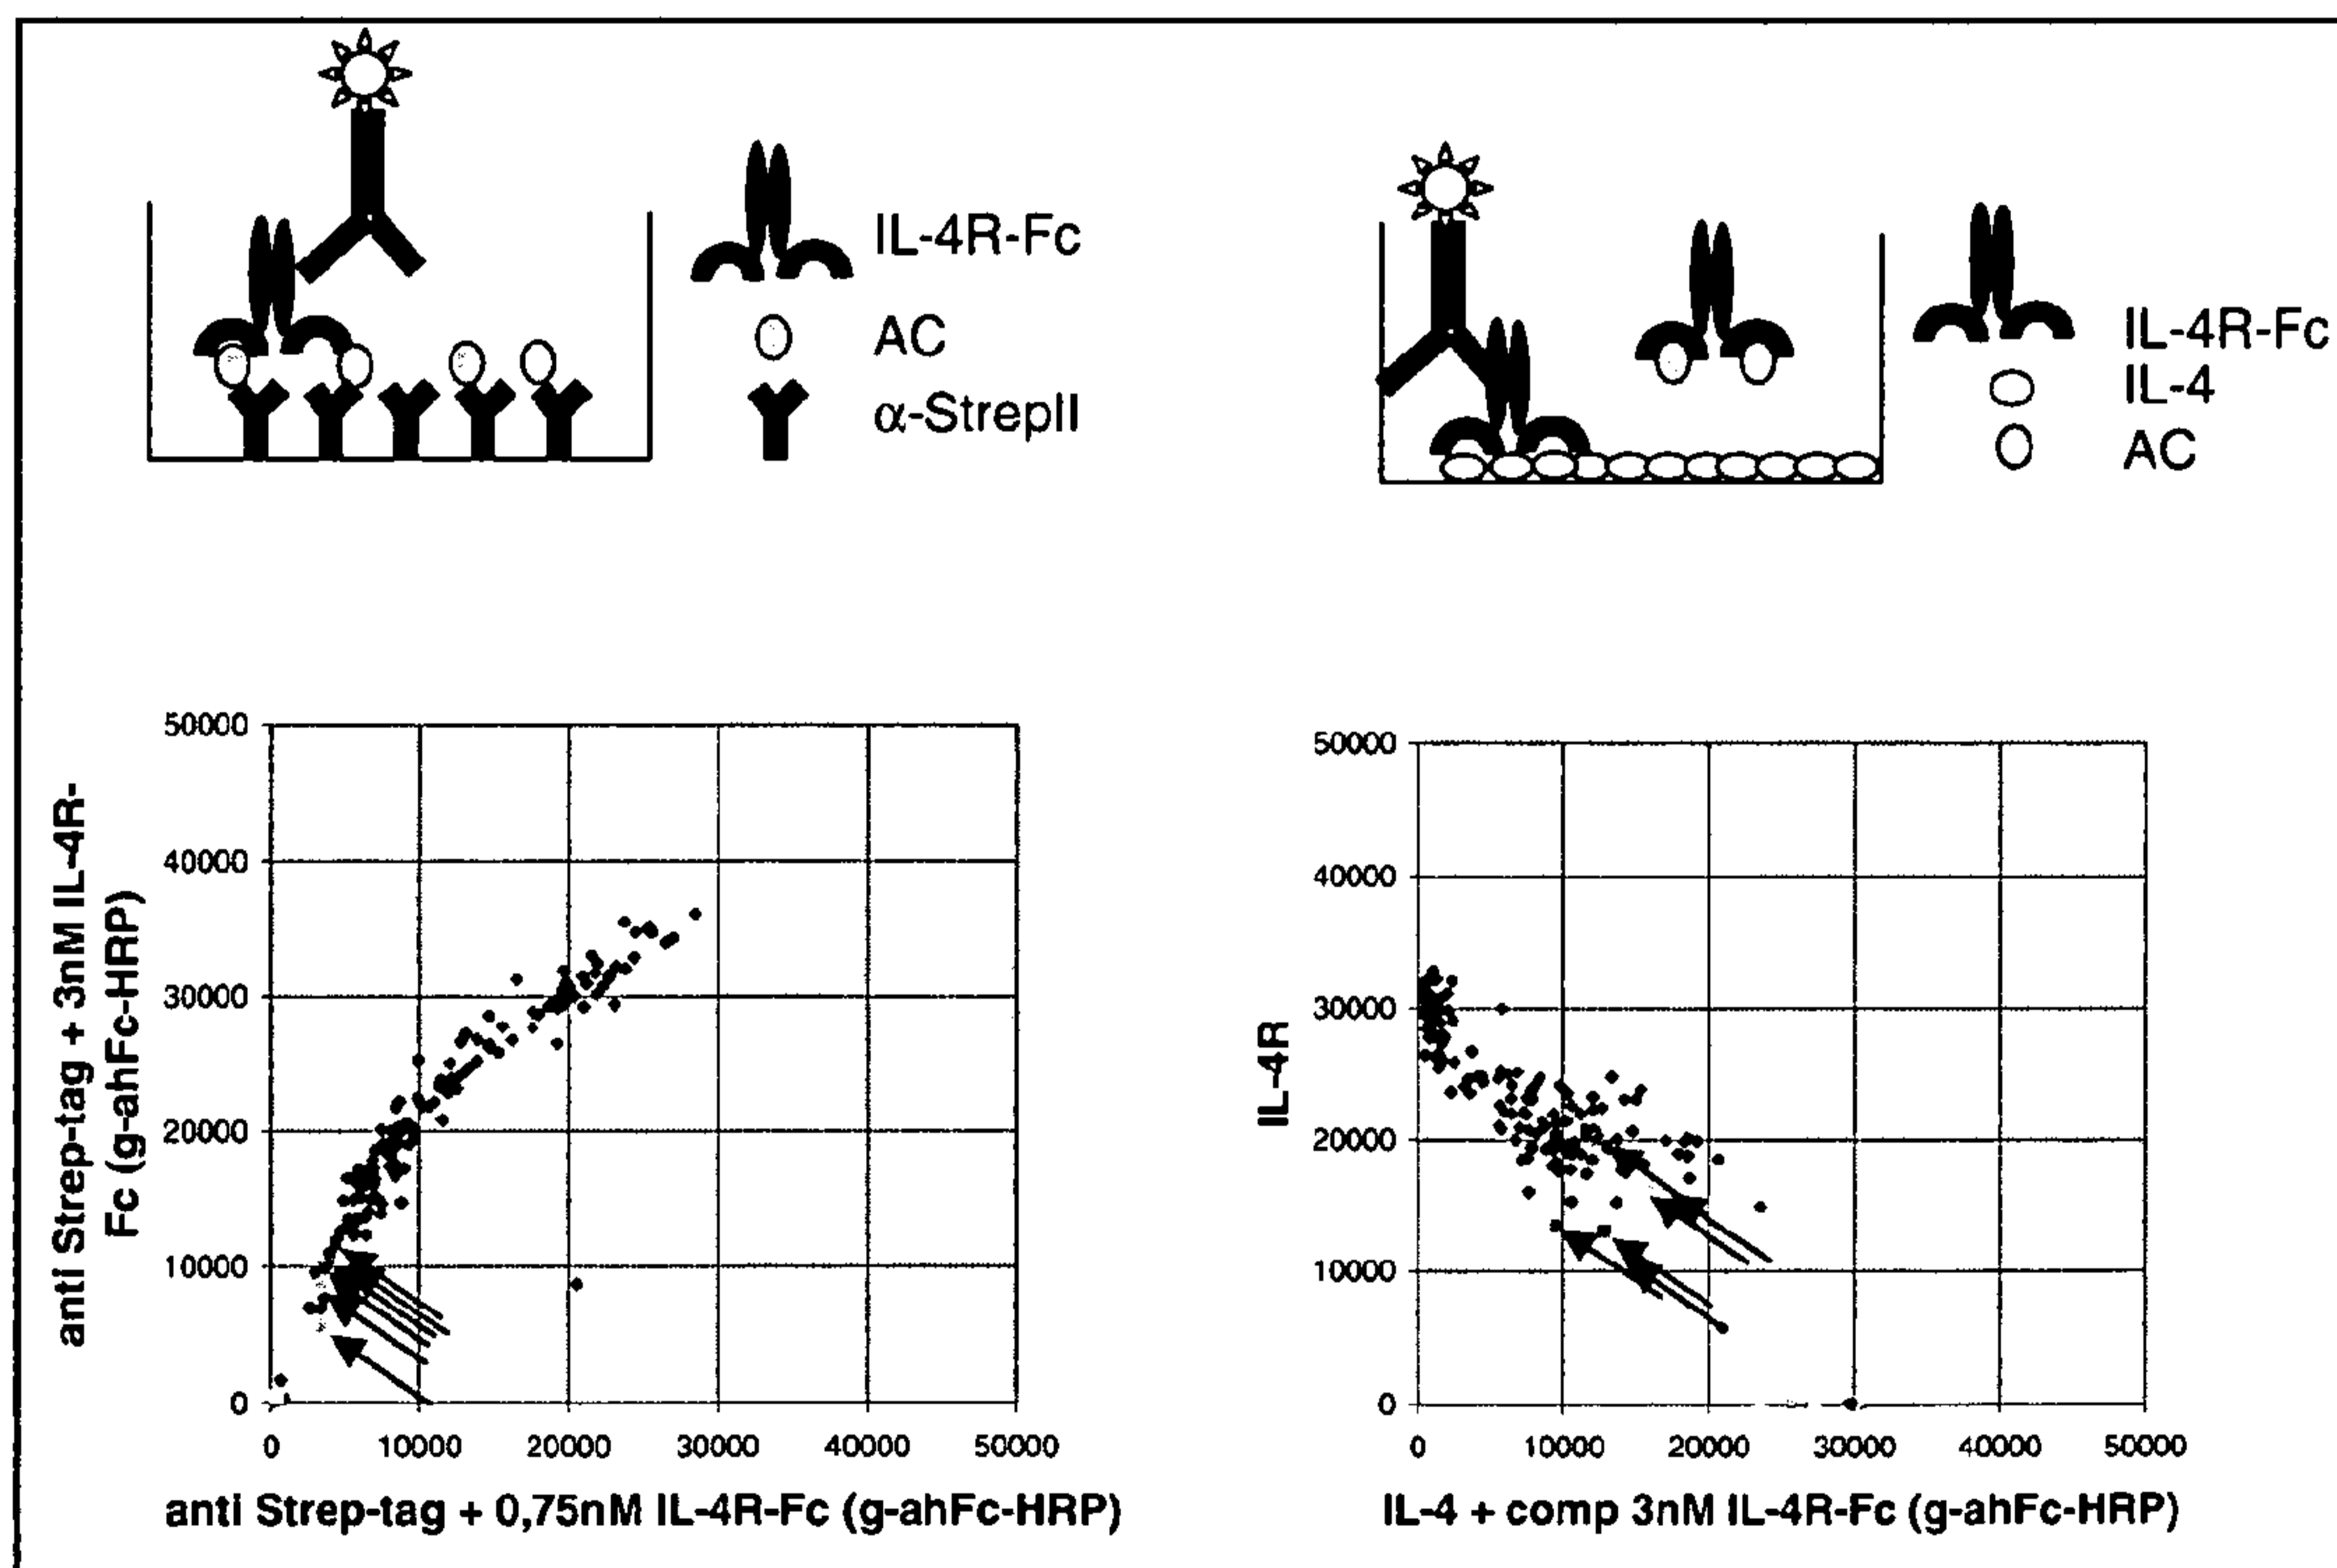 IL-4R-Fc
AC
α-StrepII
IL-4R-Fc
IL-4
AC
anti Strep-tag + 3nM IL-4R-
Fc (g-ahFc-HRP)
50000
40000
30000
20000
10000
0
0 10000 20000 30000 40000 50000
anti Strep-tag + 0,75nM IL-4R-Fc (g-ahFc-HRP)
IL-4R
50000
40000
30000
20000
10000
0
0 10000 20000 30000 40000 50000
IL-4 + comp 3nM IL-4R-Fc (g-ahFc-HRP)